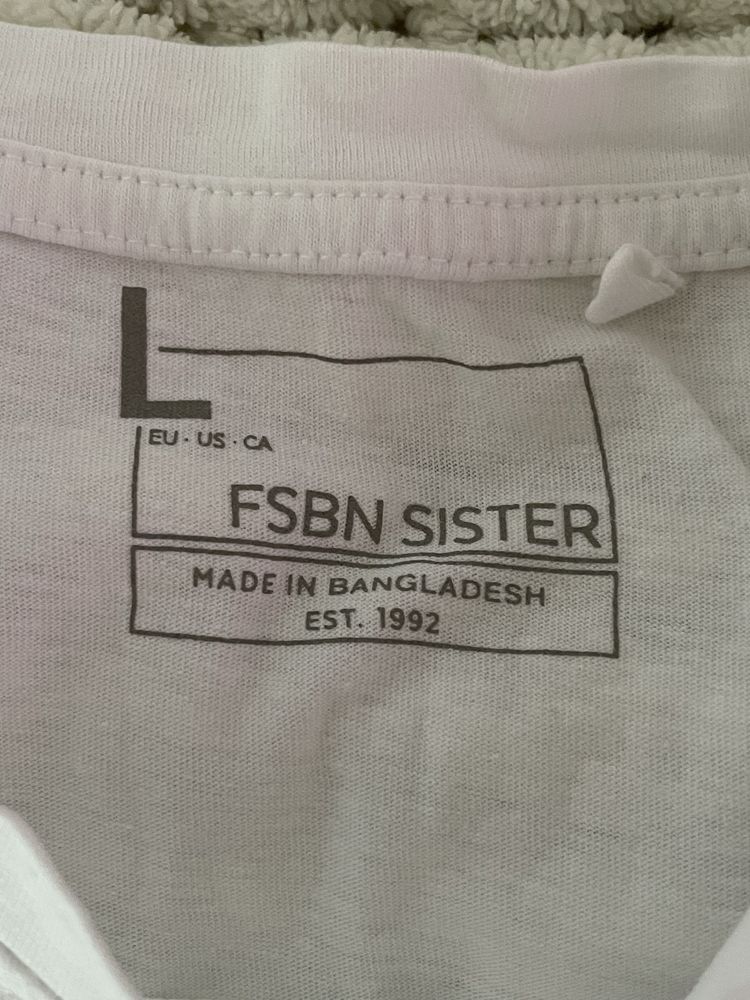 L
EU · US · CA
FSBN SISTER
MADE IN BANGLADESH
EST. 1992